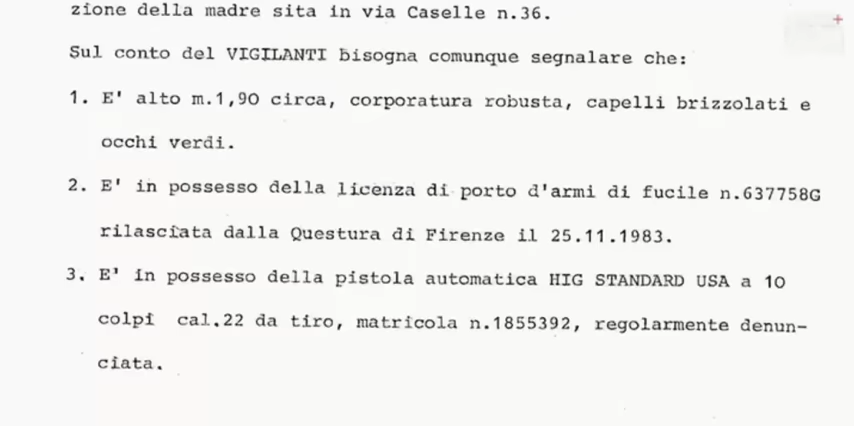 zione della madre sita in via Caselle n.36.
Sul conto del VIGILANTI bisogna comunque segnalare che:
1. E' alto m.1,90 circa, corporatura robusta, capelli brizzolati e
occhi verdi.
2. E' in possesso della licenza di porto d'armi di fucile n.637758G
rilasciata dalla Questura di Firenze il 25.11.1983.
3. E' in possesso della pistola automatica HIG STANDARD USA a 10
colpi cal.22 da tiro, matricola n.1855392, regolarmente denun-
ciata.